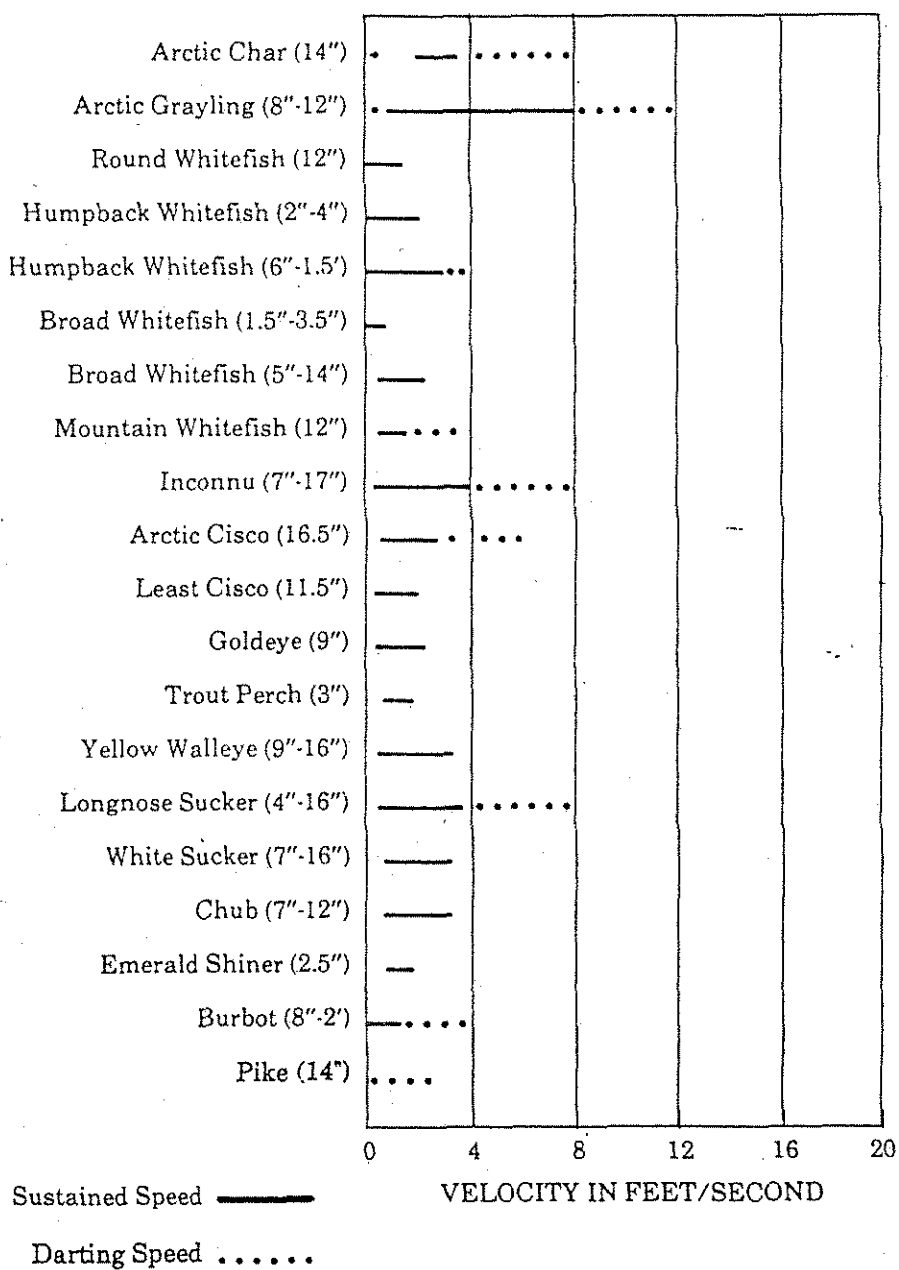 Arctic Char (14")
Arctic Grayling (8"-12")
Round Whitefish (12")
Humpback Whitefish (2"-4")
Humpback Whitefish (6"-1.5')
Broad Whitefish (1.5"-3.5")
Broad Whitefish (5"-14")
Mountain Whitefish (12")
Inconnu (7"-17")
Arctic Cisco (16.5")
Least Cisco (11.5")
Goldeye (9")
Trout Perch (3")
Yellow Walleye (9"-16")
Longnose Sucker (4"-16")
White Sucker (7"-16")
Chub (7"-12")
Emerald Shiner (2.5")
Burbot (8"-2')
Pike (14")
0 4 8 12 16 20
VELOCITY IN FEET/SECOND
Sustained Speed
Darting Speed